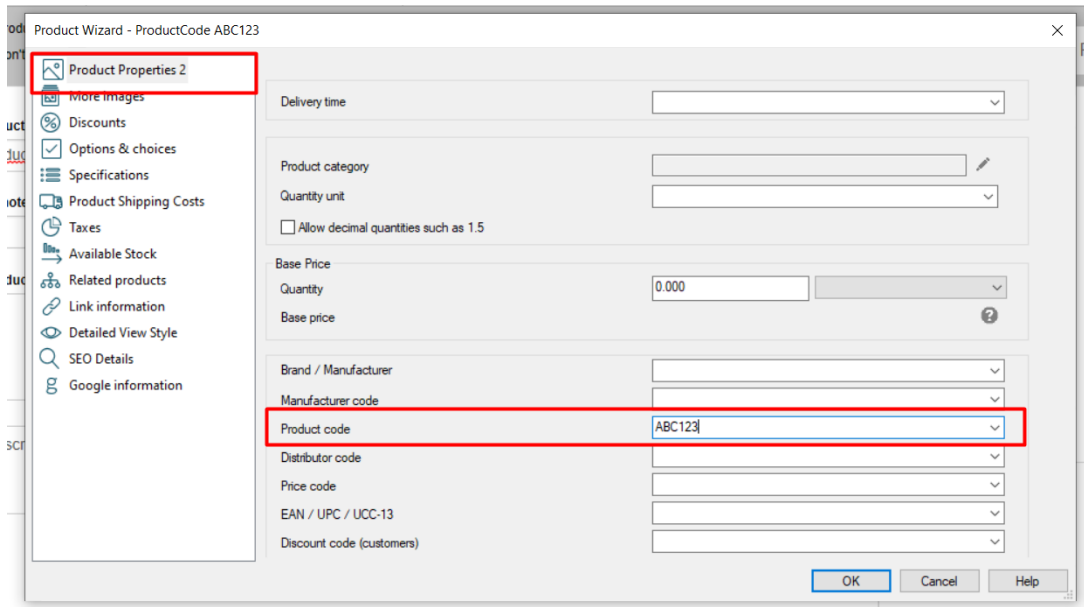 Product Wizard - ProductCode ABC123
Product Properties 2
More Images
Discounts
Options & choices
Specifications
Product Shipping Costs
Taxes
Available Stock
Related products
Link information
Detailed View Style
SEO Details
Google information
Delivery time
Product category
Quantity unit
Allow decimal quantities such as 1.5
Base Price
Quantity 0.000
Base price
Brand / Manufacturer
Manufacturer code
Product code ABC123
Distributor code
Price code
EAN / UPC / UCC-13
Discount code (customers)
OK Cancel Help